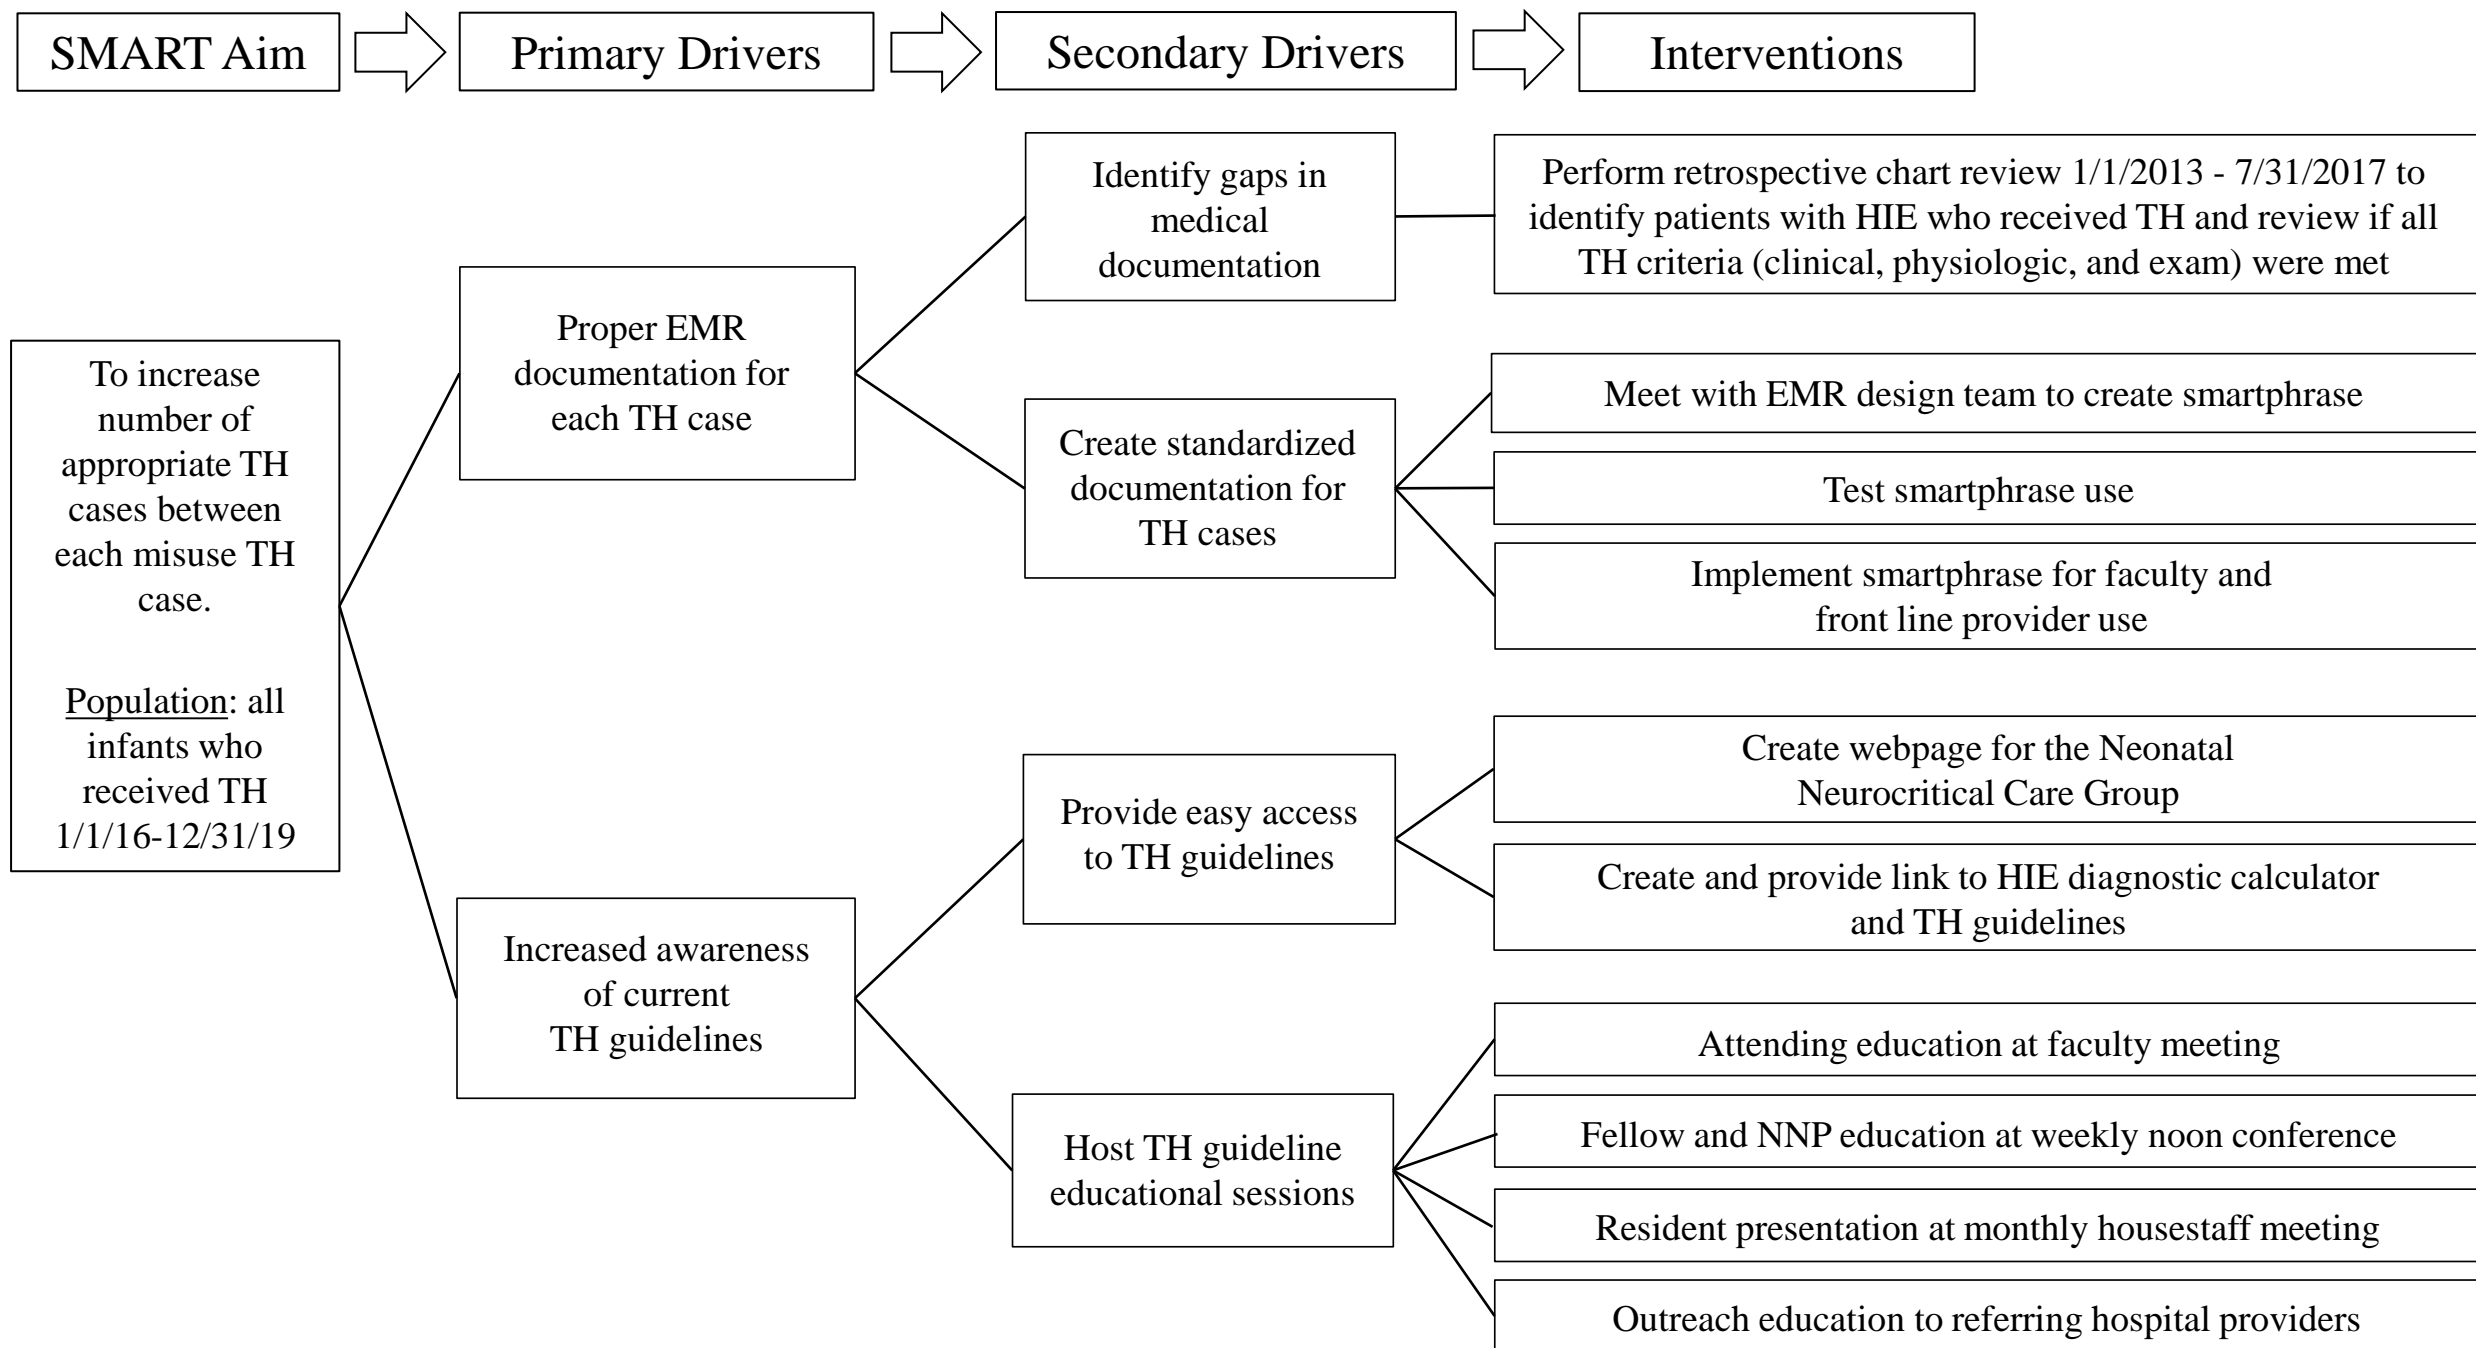 SMART Aim
Primary Drivers
Secondary Drivers
Interventions
To increase
number of
appropriate TH
cases between
each misuse TH
case.
Population: all
infants who
received TH
1/1/16-12/31/19
Proper EMR
documentation for
each TH case
Increased awareness
of current
TH guidelines
Identify gaps in
medical
documentation
Create standardized
documentation for
TH cases
Provide easy access
to TH guidelines
Host TH guideline
educational sessions
Perform retrospective chart review 1/1/2013 - 7/31/2017 to
identify patients with HIE who received TH and review if all
TH criteria (clinical, physiologic, and exam) were met
Meet with EMR design team to create smartphrase
Test smartphrase use
Implement smartphrase for faculty and
front line provider use
Create webpage for the Neonatal
Neurocritical Care Group
Create and provide link to HIE diagnostic calculator
and TH guidelines
Attending education at faculty meeting
Fellow and NNP education at weekly noon conference
Resident presentation at monthly housestaff meeting
Outreach education to referring hospital providers